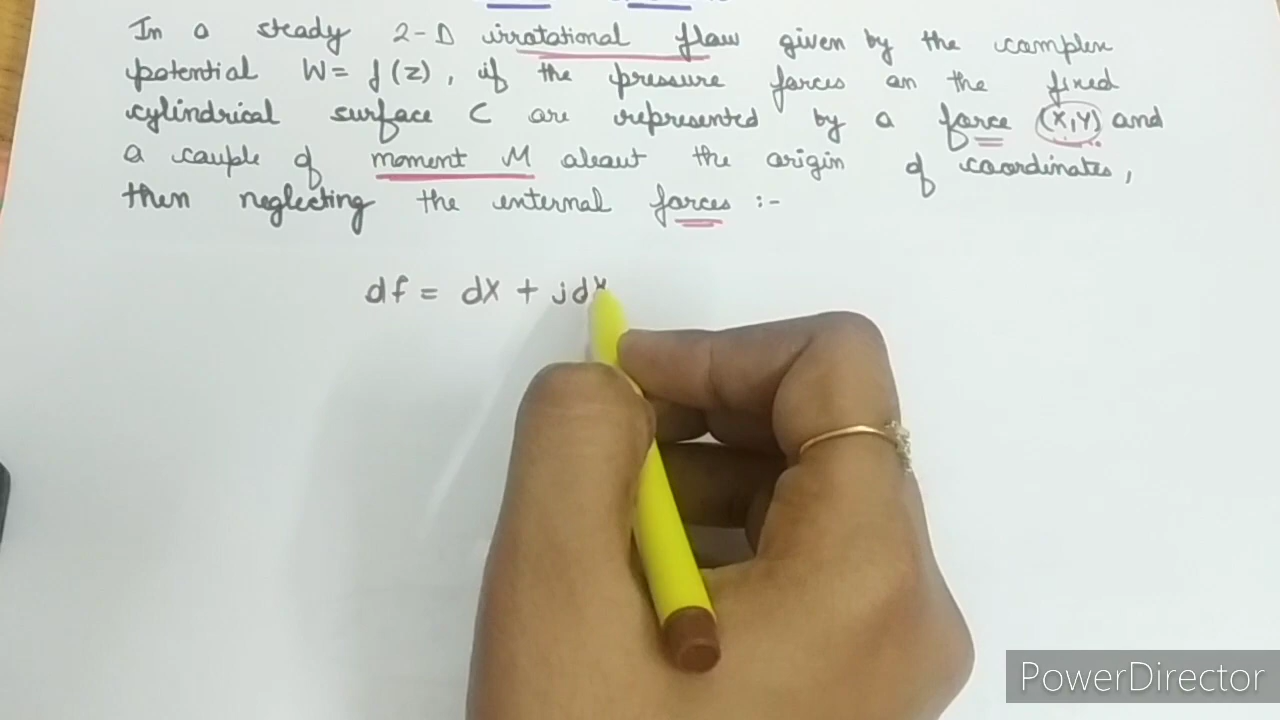 In a steady 2-D irrotational flow given by the complex
potential W = f(z), if the pressure forces on the fixed
cylindrical surface C are represented by a force (X,Y) and
a couple of moment M about the origin of coordinates,
then neglecting the external forces :-
df = dX + jdY
PowerDirector